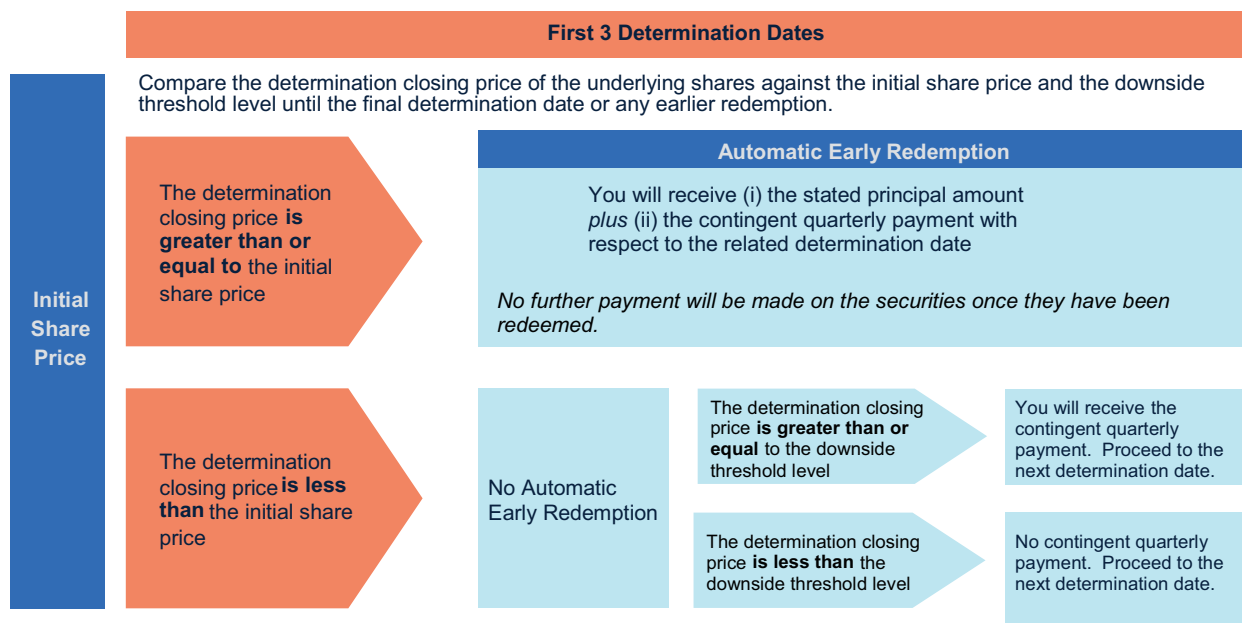 First 3 Determination Dates
Compare the determination closing price of the underlying shares against the initial share price and the downside
threshold level until the final determination date or any earlier redemption.
Initial
Share
Price
The determination
closing price is
greater than or
equal to the initial
share price
Automatic Early Redemption
You will receive (i) the stated principal amount
plus (ii) the contingent quarterly payment with
respect to the related determination date
No further payment will be made on the securities once they have been
redeemed.
The determination
closing price is less
than the initial share
price
No Automatic
Early Redemption
The determination closing
price is greater than or
equal to the downside
threshold level
You will receive the
contingent quarterly
payment. Proceed to the
next determination date.
The determination closing
price is less than the
downside threshold level
No contingent quarterly
payment. Proceed to the
next determination date.